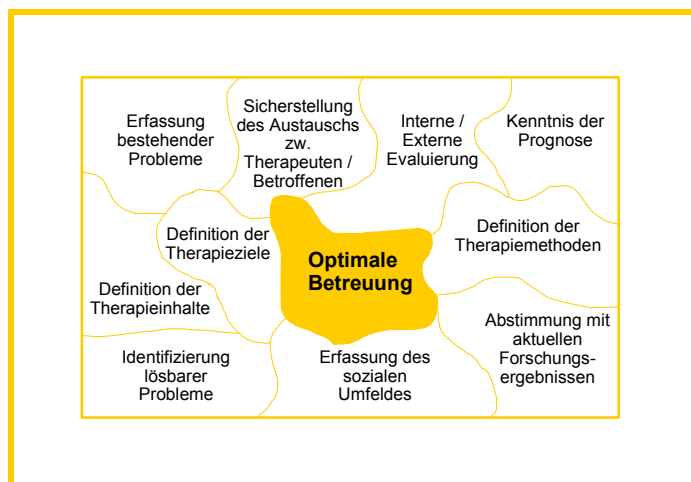 Erfassung
bestehender
Probleme
Sicherstellung
des Austauschs
zw.
Therapeuten /
Betroffenen
Interne /
Externe
Evaluierung
Kenntnis der
Prognose
Definition der
Therapieziele
Optimale
Betreuung
Definition der
Therapiemethoden
Definition der
Therapieinhalte
Identifizierung
lösbarer
Probleme
Erfassung des
sozialen
Umfeldes
Abstimmung mit
aktuellen
Forschungs-
ergebnissen